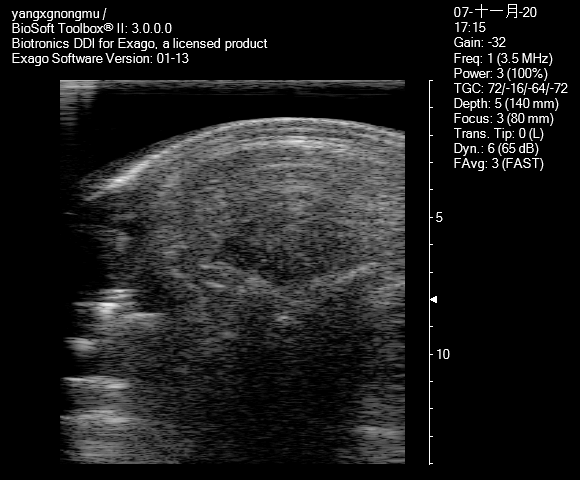 yangxgnongmu /
BioSoft Toolbox® II: 3.0.0.0
Biotronics DDI for Exago, a licensed product
Exago Software Version: 01-13
07-十一月-20
17:15
Gain: -32
Freq: 1 (3.5 MHz)
Power: 3 (100%)
TGC: 72/-16/-64/-72
Depth: 5 (140 mm)
Focus: 3 (80 mm)
Trans. Tip: 0 (L)
Dyn.: 6 (65 dB)
FAvg: 3 (FAST)
5
10